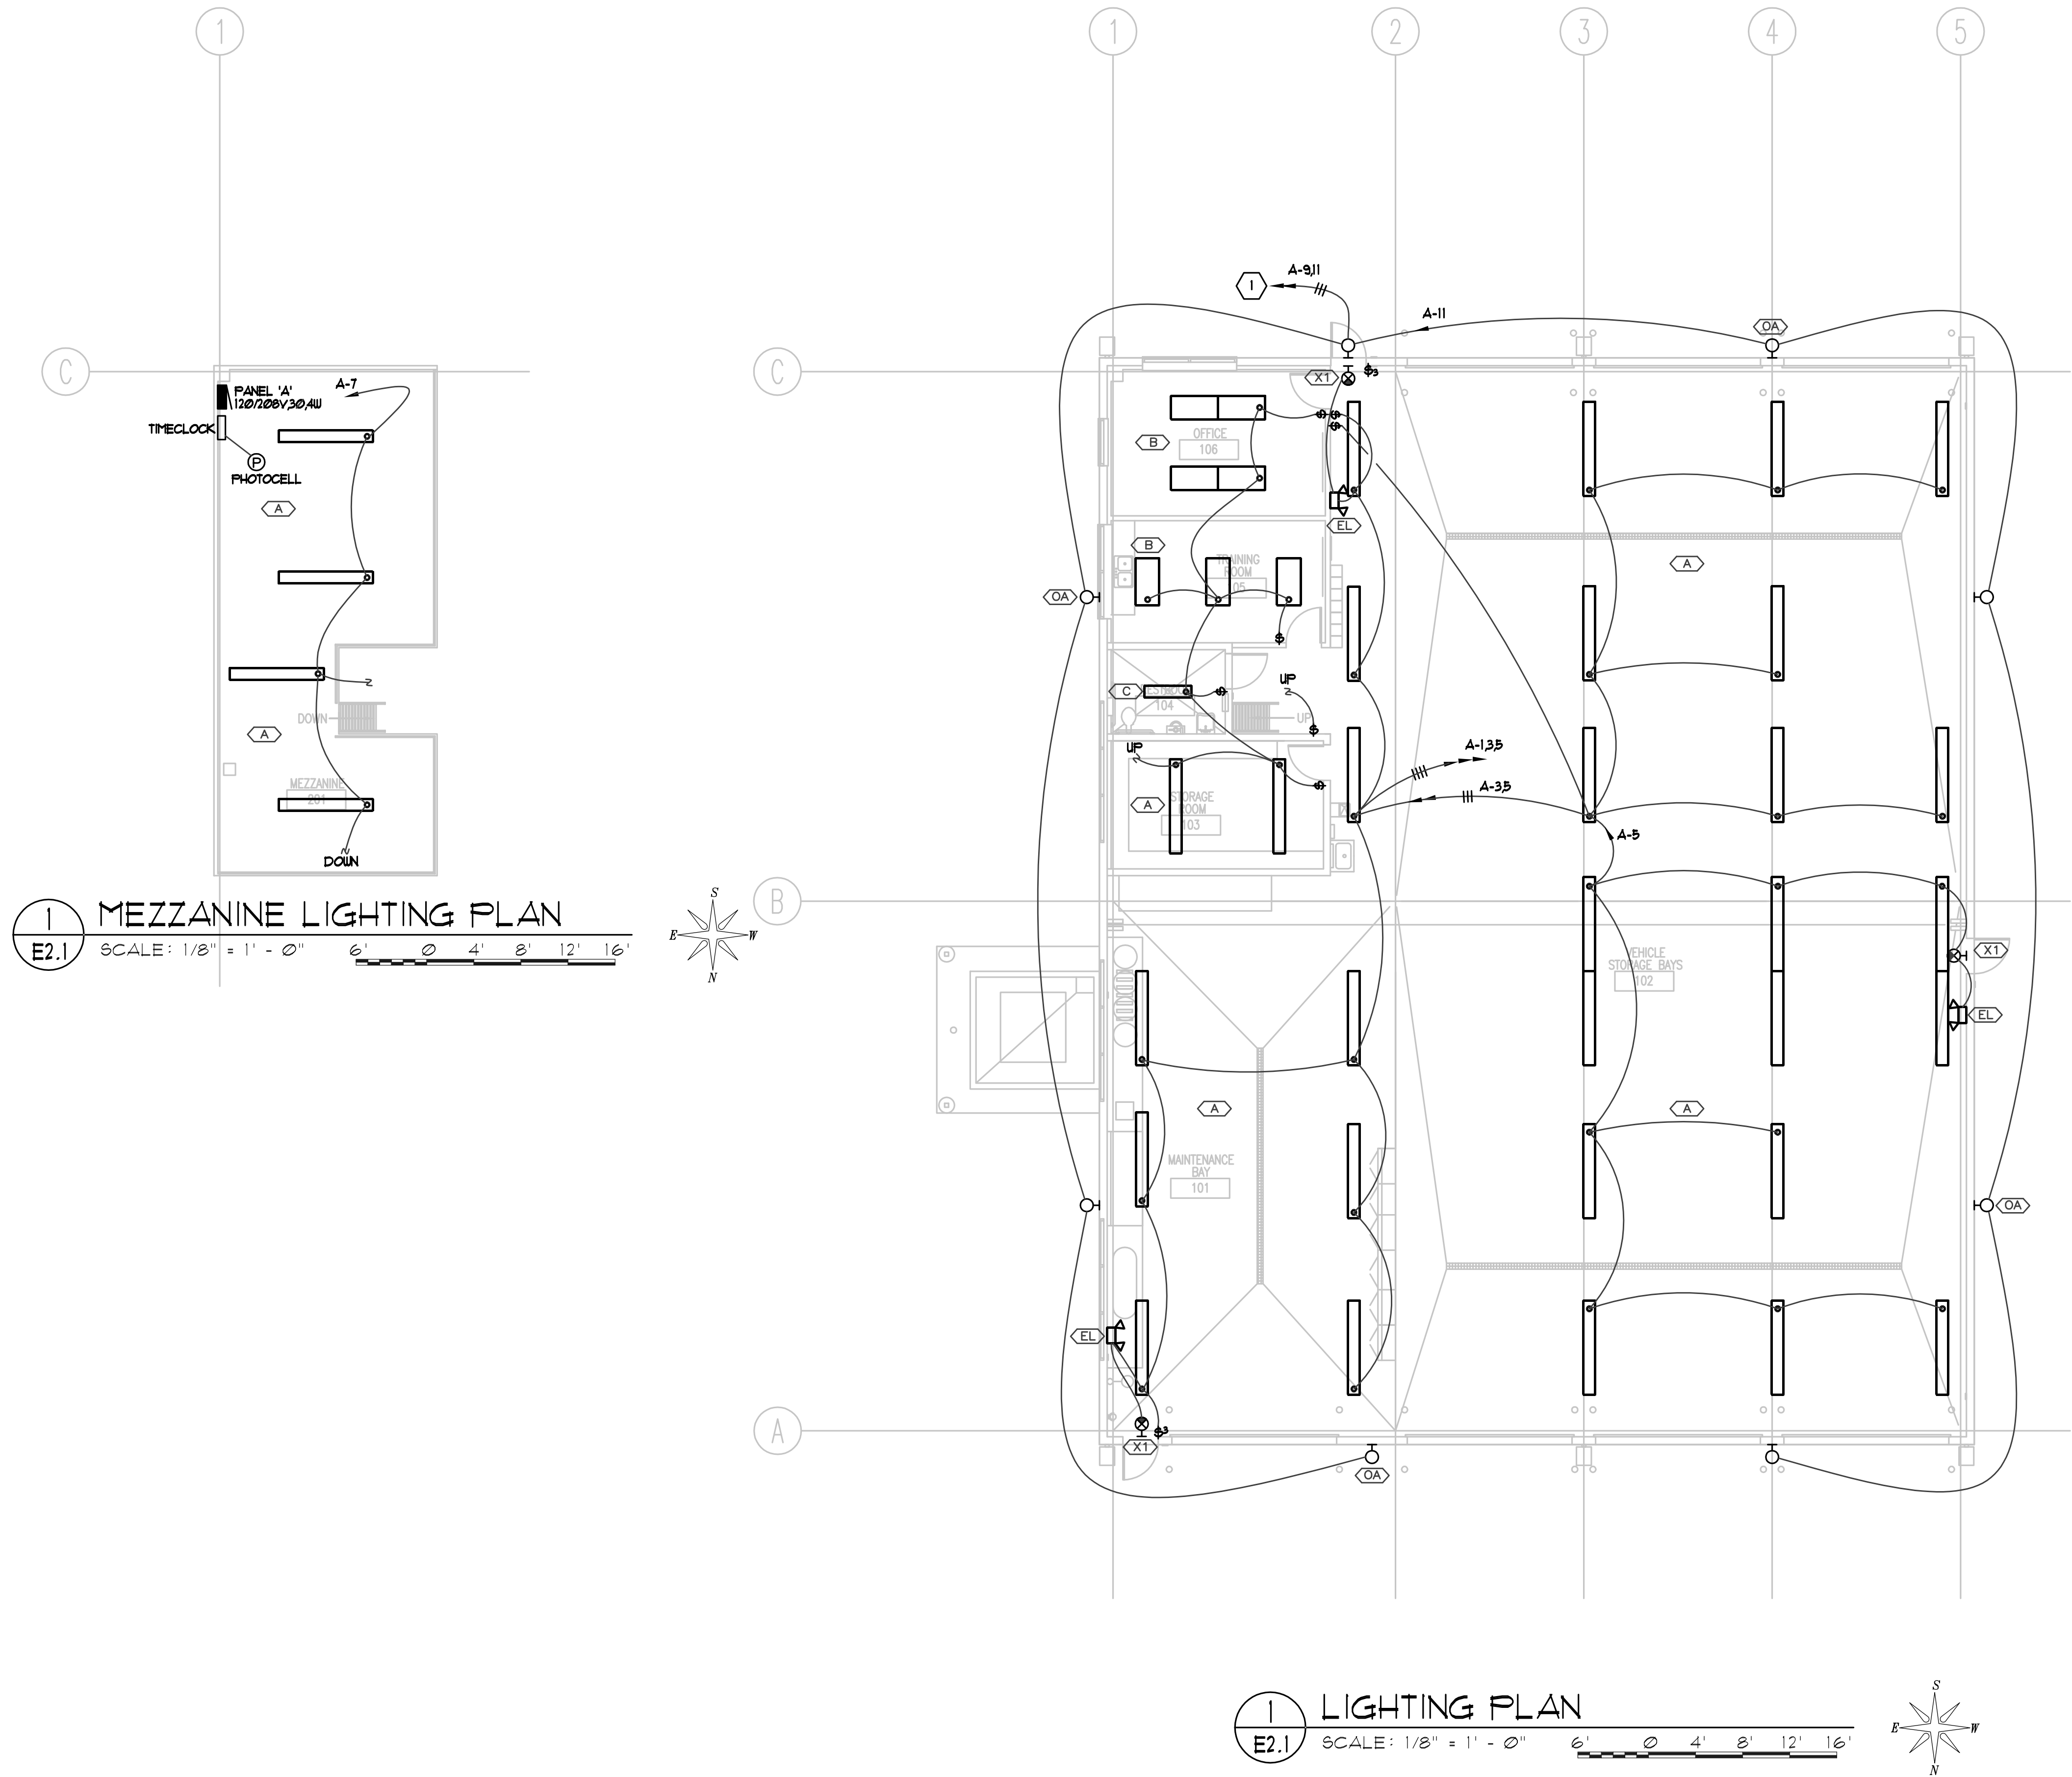 1
1
2
3
4
5
A-9,11
1
A-11
OA
C
C
PANEL 'A'
120/208V,30,4W
A-7
TIMECLOCK
P
PHOTOCELL
A
X1
$3
B
OFFICE
106
$
$
$
EL
B
TRAINING
ROOM
105
A
OA
$
C
104
$
UP
$
UP
DOWN
A
MEZZANINE
201
DOWN
UP
A
STORAGE
ROOM
103
$
A-1,3,5
A-3,5
A-5
1
E2.1
MEZZANINE LIGHTING PLAN
SCALE: 1/8" = 1' - 0"
6' 0 4' 8' 12' 16'
S
E
W
N
B
VEHICLE
STORAGE BAYS
102
X1
EL
A
A
MAINTENANCE
BAY
101
OA
EL
X1
$3
A
OA
1
E2.1
LIGHTING PLAN
SCALE: 1/8" = 1' - 0"
6' 0 4' 8' 12' 16'
S
E
W
N